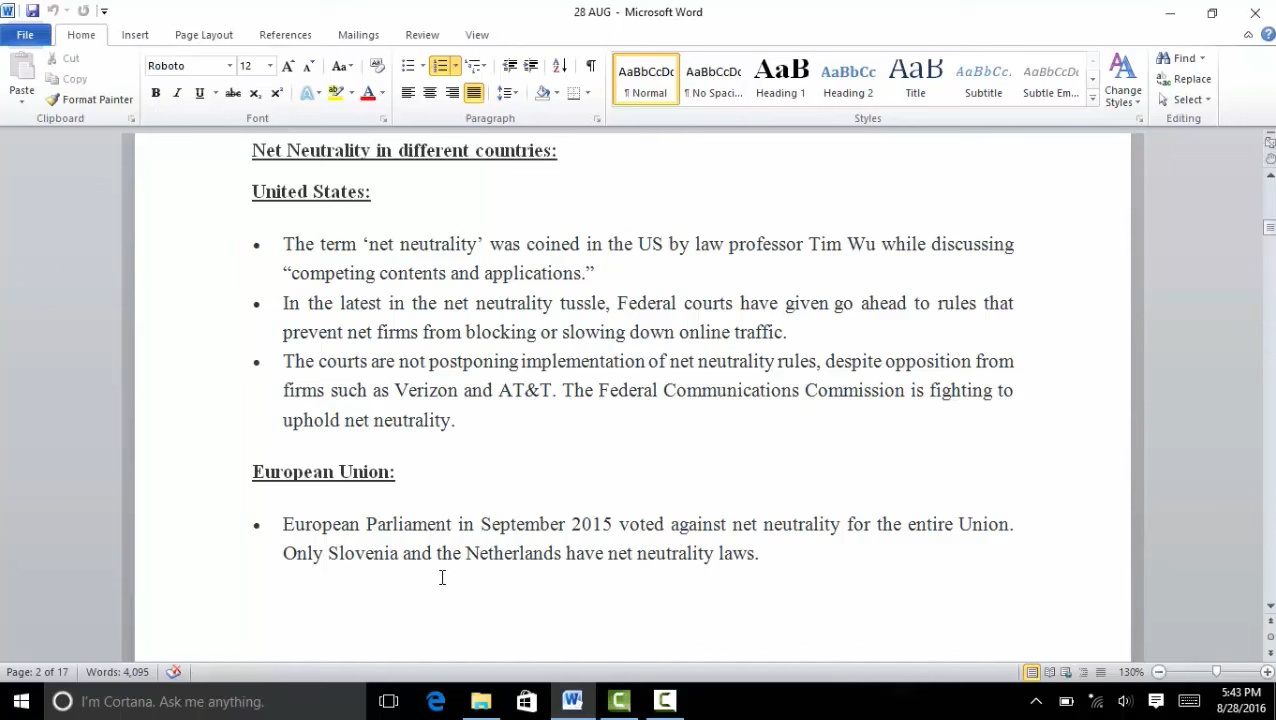 28 AUG - Microsoft Word
File Home Insert Page Layout References Mailings Review View
Paste
Cut
Copy
Format Painter
Clipboard
Roboto 12
Font
Paragraph
AaBbCcDc AaBbCcDc AaB AaBbCc AaB AaBbCcD AaBbCcDc
¶ Normal ¶ No Spaci... Heading 1 Heading 2 Title Subtitle Subtle Em...
Change Styles
Styles
Find
Replace
Select
Editing
Net Neutrality in different countries:
United States:
• The term ‘net neutrality’ was coined in the US by law professor Tim Wu while discussing
“competing contents and applications.”
• In the latest in the net neutrality tussle, Federal courts have given go ahead to rules that
prevent net firms from blocking or slowing down online traffic.
• The courts are not postponing implementation of net neutrality rules, despite opposition from
firms such as Verizon and AT&T. The Federal Communications Commission is fighting to
uphold net neutrality.
European Union:
• European Parliament in September 2015 voted against net neutrality for the entire Union.
Only Slovenia and the Netherlands have net neutrality laws.
Page: 2 of 17 Words: 4,095 130%
I'm Cortana. Ask me anything.
5:43 PM
8/28/2016